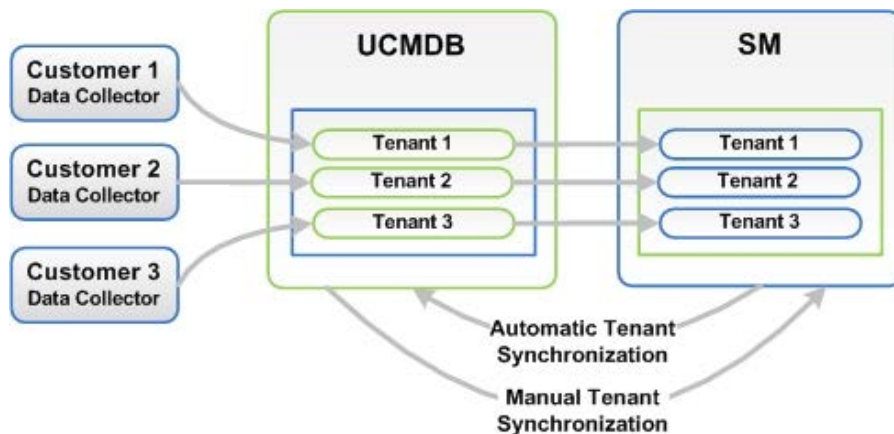 UCMDB
SM
Customer 1
Data Collector
Customer 2
Data Collector
Customer 3
Data Collector
Tenant 1
Tenant 2
Tenant 3
Tenant 1
Tenant 2
Tenant 3
Automatic Tenant
Synchronization
Manual Tenant
Synchronization